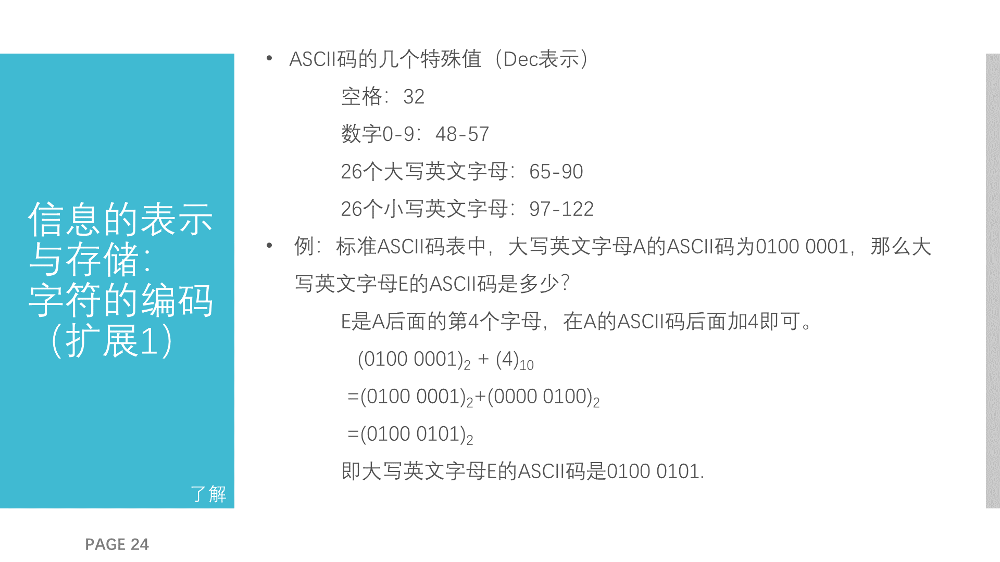 信息的表示
与存储：
字符的编码
（扩展1）
了解
• ASCII码的几个特殊值（Dec表示）
空格：32
数字0-9：48-57
26个大写英文字母：65-90
26个小写英文字母：97-122
• 例：标准ASCII码表中，大写英文字母A的ASCII码为0100 0001，那么大
写英文字母E的ASCII码是多少？
E是A后面的第4个字母，在A的ASCII码后面加4即可。
(0100 0001)₂ + (4)₁₀
=(0100 0001)₂+(0000 0100)₂
=(0100 0101)₂
即大写英文字母E的ASCII码是0100 0101.
PAGE 24